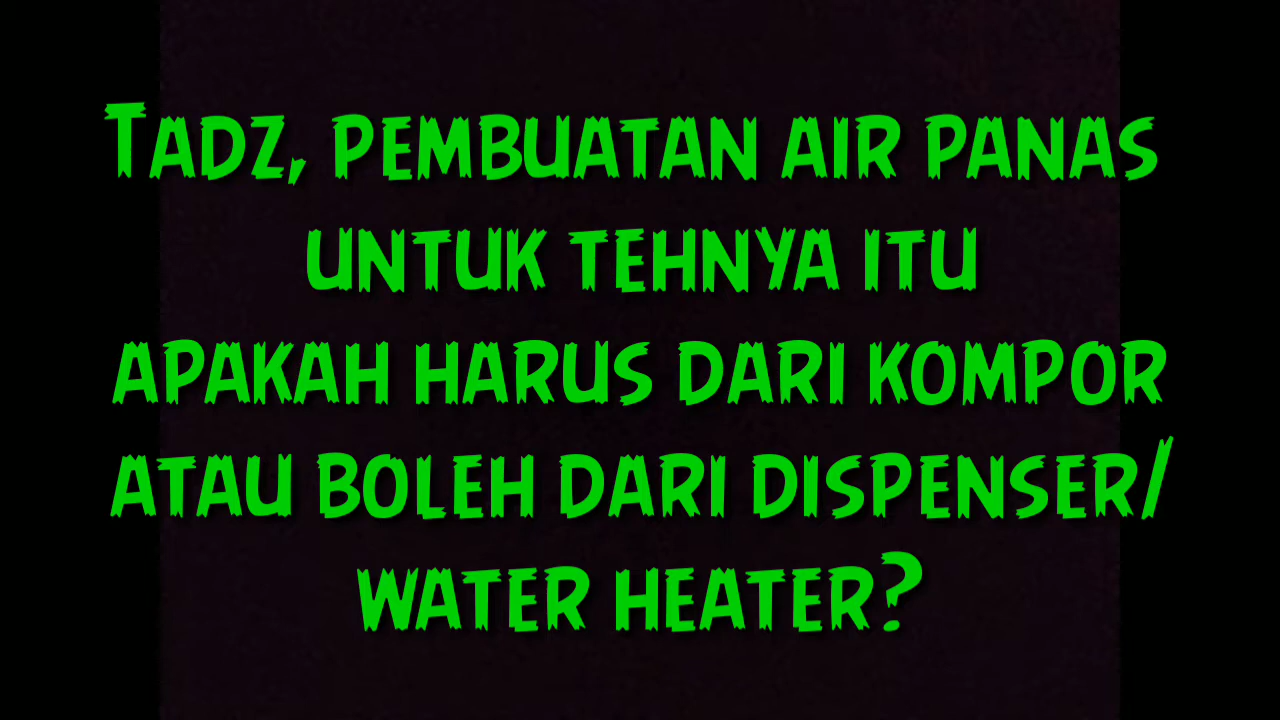 Tadz, pembuatan air panas
untuk tehnya itu
apakah harus dari kompor
atau boleh dari dispenser/
water heater?